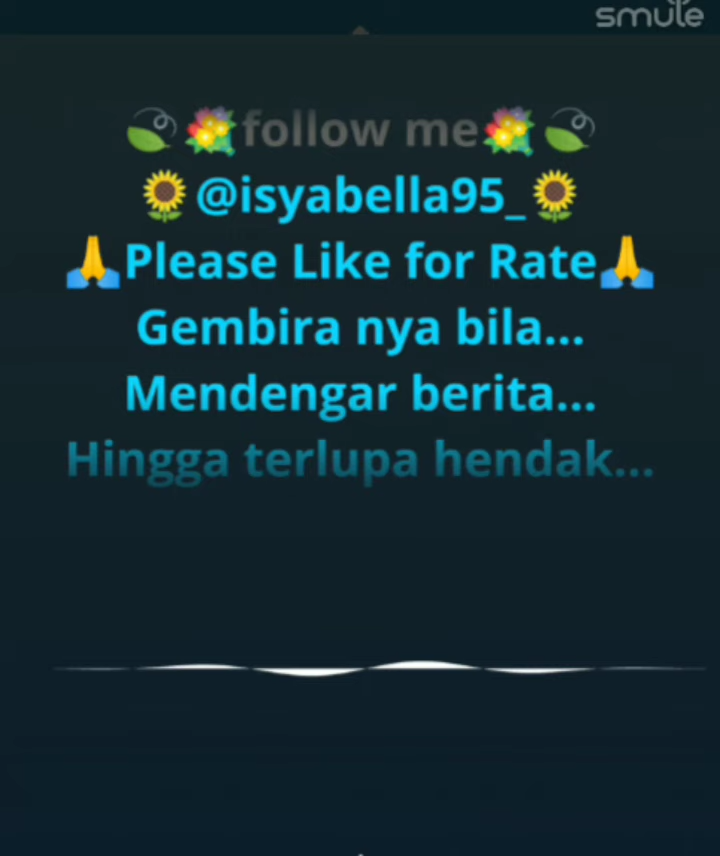 smule
🍃💐follow me💐🍃
🌻@isyabella95_🌻
🙏Please Like for Rate🙏
Gembira nya bila...
Mendengar berita...
Hingga terlupa hendak...